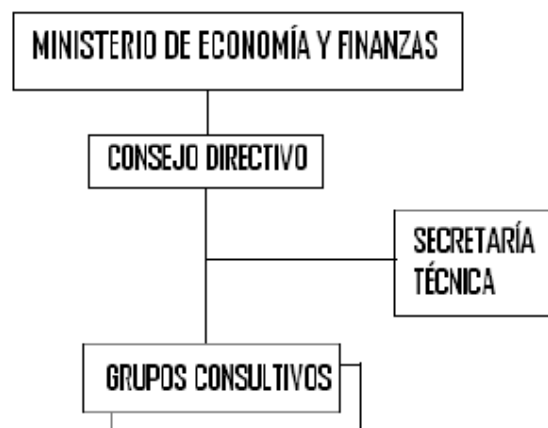 MINISTERIO DE ECONOMÍA Y FINANZAS
CONSEJO DIRECTIVO
SECRETARÍA
TÉCNICA
GRUPOS CONSULTIVOS